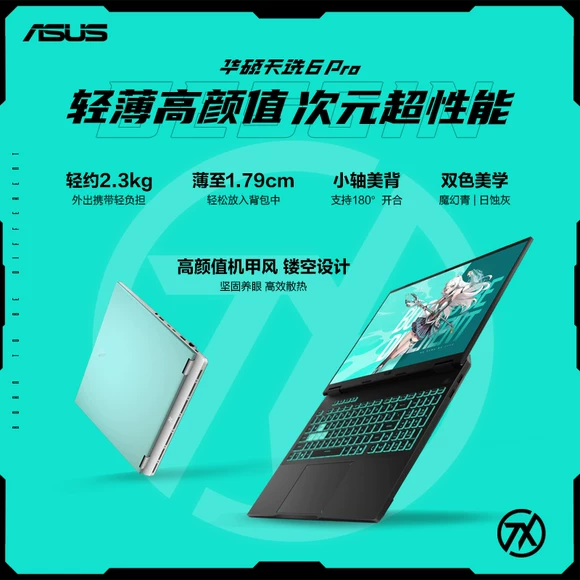 ASUS
华硕天选6 Pro
轻薄高颜值 次元超性能
轻约2.3kg
外出携带轻负担
薄至1.79cm
轻松放入背包中
小轴美背
支持180° 开合
双色美学
魔幻青 | 日蚀灰
高颜值机甲风 镂空设计
坚固养眼 高效散热
TX